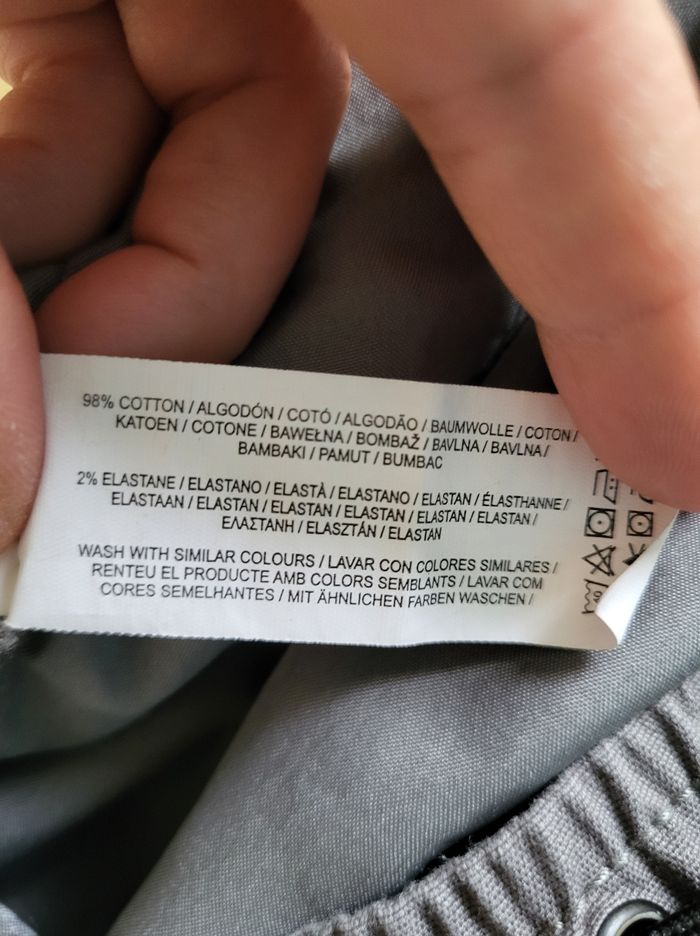 98% COTTON / ALGODÓN / COTÓ / ALGODÃO / BAUMWOLLE / COTON /
KATOEN / COTONE / BAWEŁNA / BOMBAŽ / BAVLNA / BAVLNA /
BAMBAKI / PAMUT / BUMBAC
2% ELASTANE / ELASTANO / ELASTÀ / ELASTANO / ELASTAN / ÉLASTHANNE /
ELASTAAN / ELASTAN / ELASTAN / ELASTAN / ELASTAN / ELASTAN /
ΕΛΑΣΤΑΝΗ / ELASZTÁN / ELASTAN
WASH WITH SIMILAR COLOURS / LAVAR CON COLORES SIMILARES /
RENTEU EL PRODUCTE AMB COLORS SEMBLANTS / LAVAR COM
CORES SEMELHANTES / MIT ÄHNLICHEN FARBEN WASCHEN /